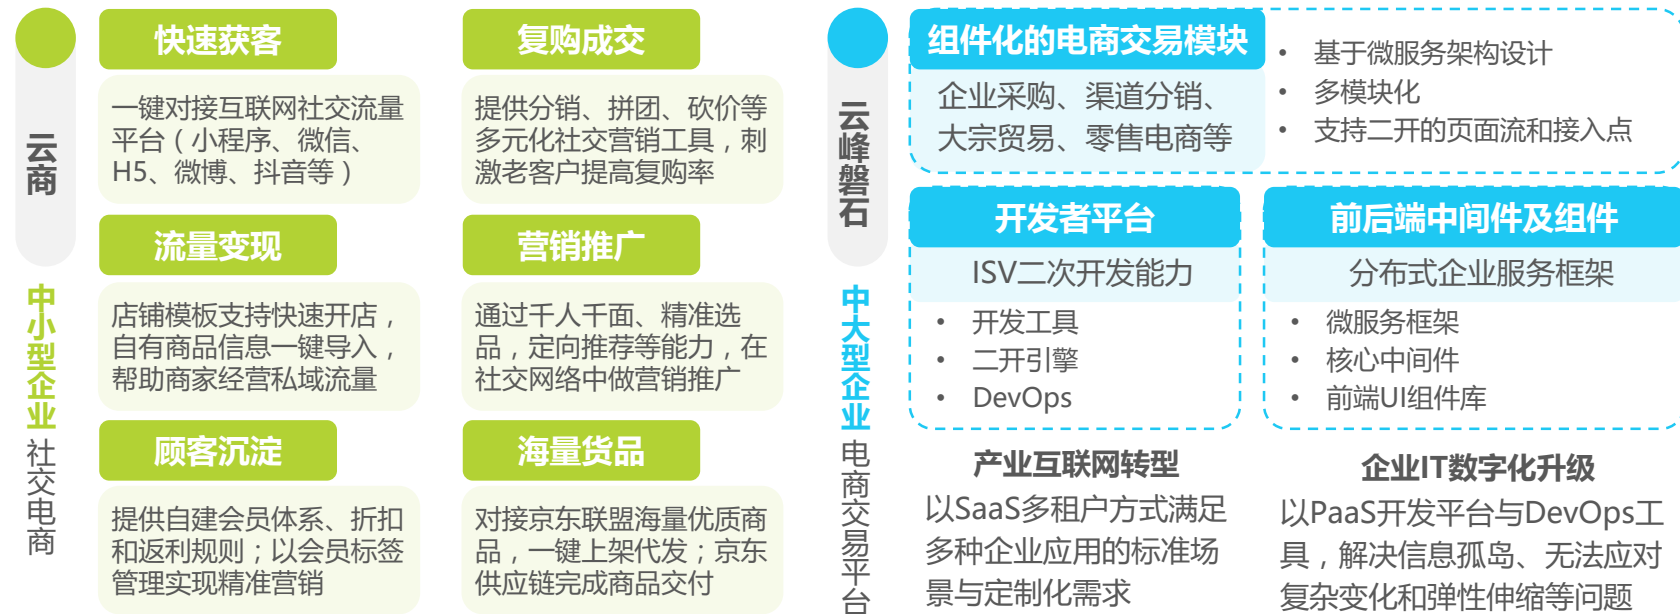 云商
中小型企业
社交电商
快速获客
一键对接互联网社交流量
平台（小程序、微信、
H5、微博、抖音等）
复购成交
提供分销、拼团、砍价等
多元化社交营销工具，刺
激老客户提高复购率
流量变现
店铺模板支持快速开店，
自有商品信息一键导入，
帮助商家经营私域流量
营销推广
通过千人千面、精准选
品，定向推荐等能力，在
社交网络中做营销推广
顾客沉淀
提供自建会员体系、折扣
和返利规则；以会员标签
管理实现精准营销
海量货品
对接京东联盟海量优质商
品，一键上架代发；京东
供应链完成商品交付
云峰磐石
中大型企业
电商交易平台
组件化的电商交易模块
企业采购、渠道分销、
大宗贸易、零售电商等
• 基于微服务架构设计
• 多模块化
• 支持二开的页面流和接入点
开发者平台
ISV二次开发能力
• 开发工具
• 二开引擎
• DevOps
前后端中间件及组件
分布式企业服务框架
• 微服务框架
• 核心中间件
• 前端UI组件库
产业互联网转型
以SaaS多租户方式满足
多种企业应用的标准场
景与定制化需求
企业IT数字化升级
以PaaS开发平台与DevOps工
具，解决信息孤岛、无法应对
复杂变化和弹性伸缩等问题